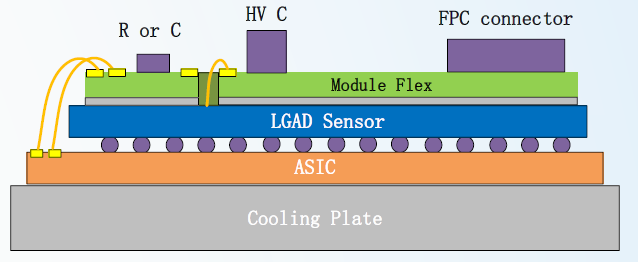 R or C
HV C
FPC connector
Module Flex
LGAD Sensor
ASIC
Cooling Plate